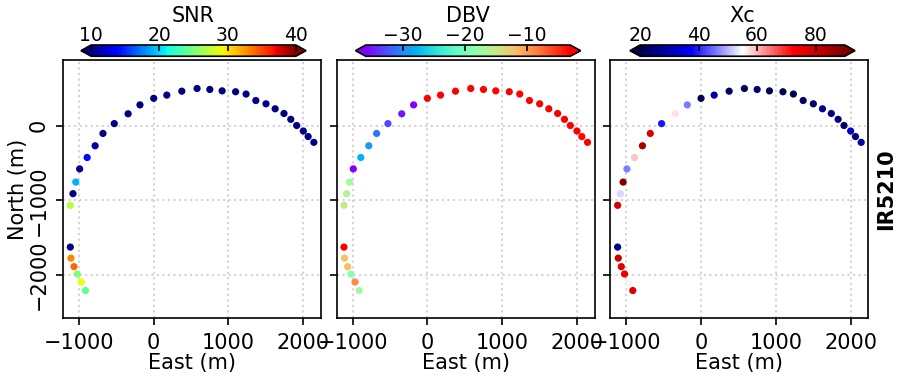 SNR DBV Xc
10 20 30 40 −30 −20 −10 20 40 60 80
North (m)
0
−1000
−2000
IR5210
−1000 0 1000 2000 −1000 0 1000 2000 −1000 0 1000 2000
East (m) East (m) East (m)